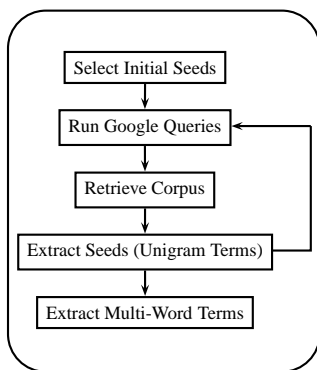 Select Initial Seeds
Run Google Queries
Retrieve Corpus
Extract Seeds (Unigram Terms)
Extract Multi-Word Terms